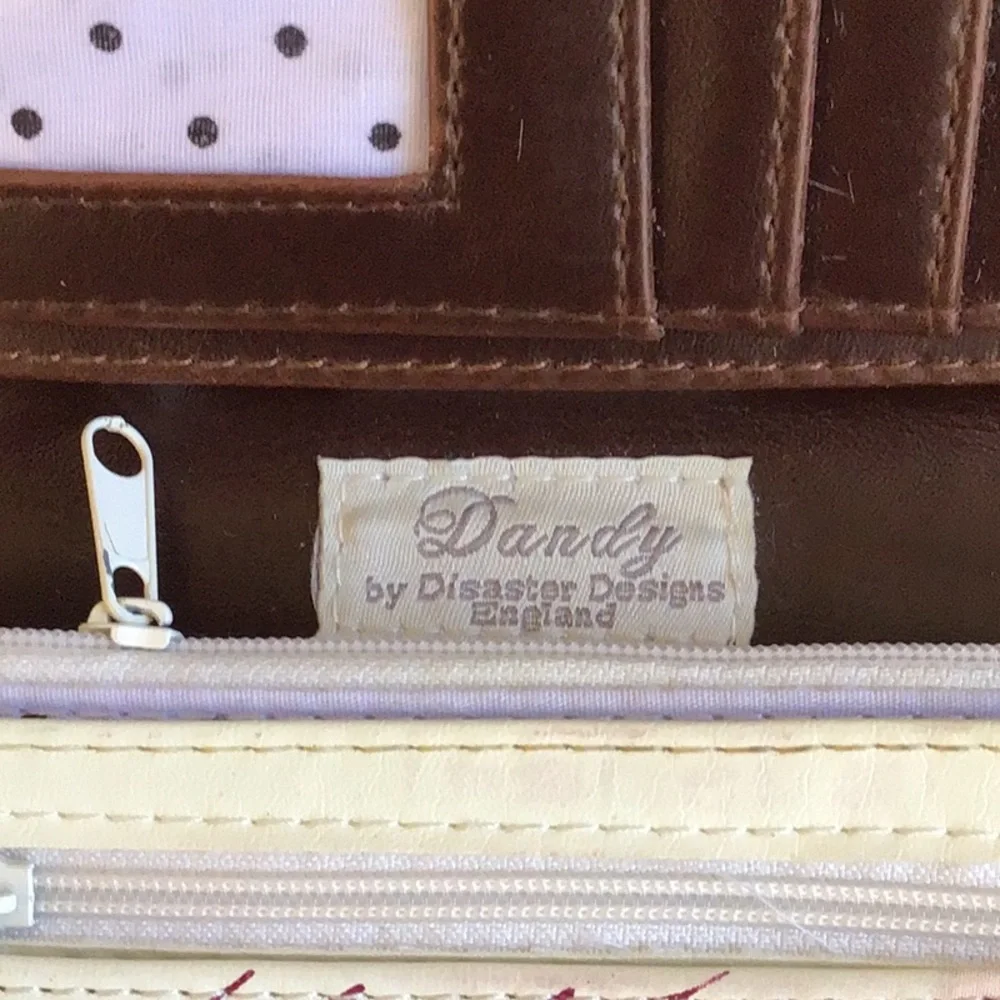 Dandy
by Disaster Designs
England